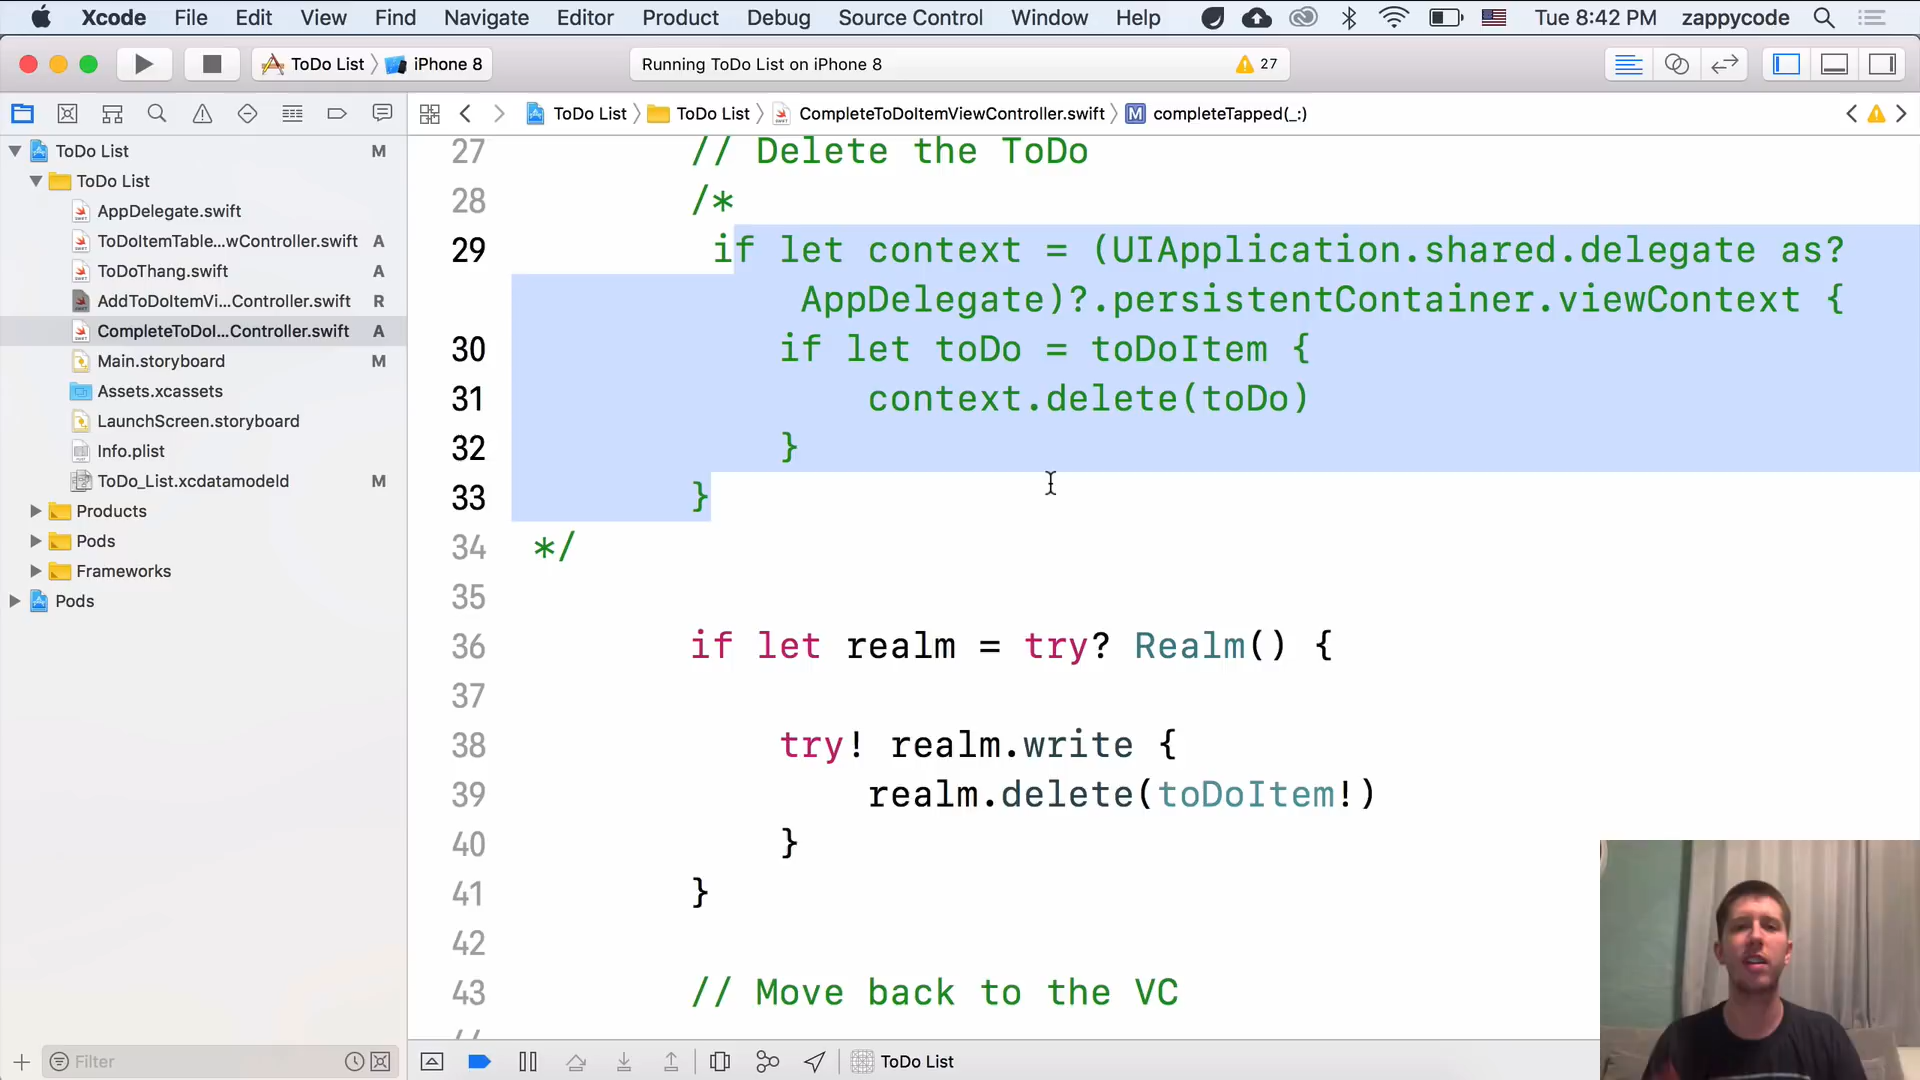 Xcode File Edit View Find Navigate Editor Product Debug Source Control Window Help Tue 8:42 PM zappycode
ToDo List iPhone 8 Running ToDo List on iPhone 8 27
ToDo List ToDo List CompleteToDoItemViewController.swift M completeTapped(_:)
ToDo List M
ToDo List
AppDelegate.swift
ToDoItemTable...wController.swift A
ToDoThang.swift A
AddToDoItemVi...Controller.swift R
CompleteToDoI...Controller.swift A
Main.storyboard M
Assets.xcassets
LaunchScreen.storyboard
Info.plist
ToDo_List.xcdatamodeld M
Products
Pods
Frameworks
Pods
Filter
27 // Delete the ToDo
28 /*
29 if let context = (UIApplication.shared.delegate as?
AppDelegate)?.persistentContainer.viewContext {
30 if let toDo = toDoItem {
31 context.delete(toDo)
32 }
33 }
34 */
35
36 if let realm = try? Realm() {
37
38 try! realm.write {
39 realm.delete(toDoItem!)
40 }
41 }
42
43 // Move back to the VC
ToDo List